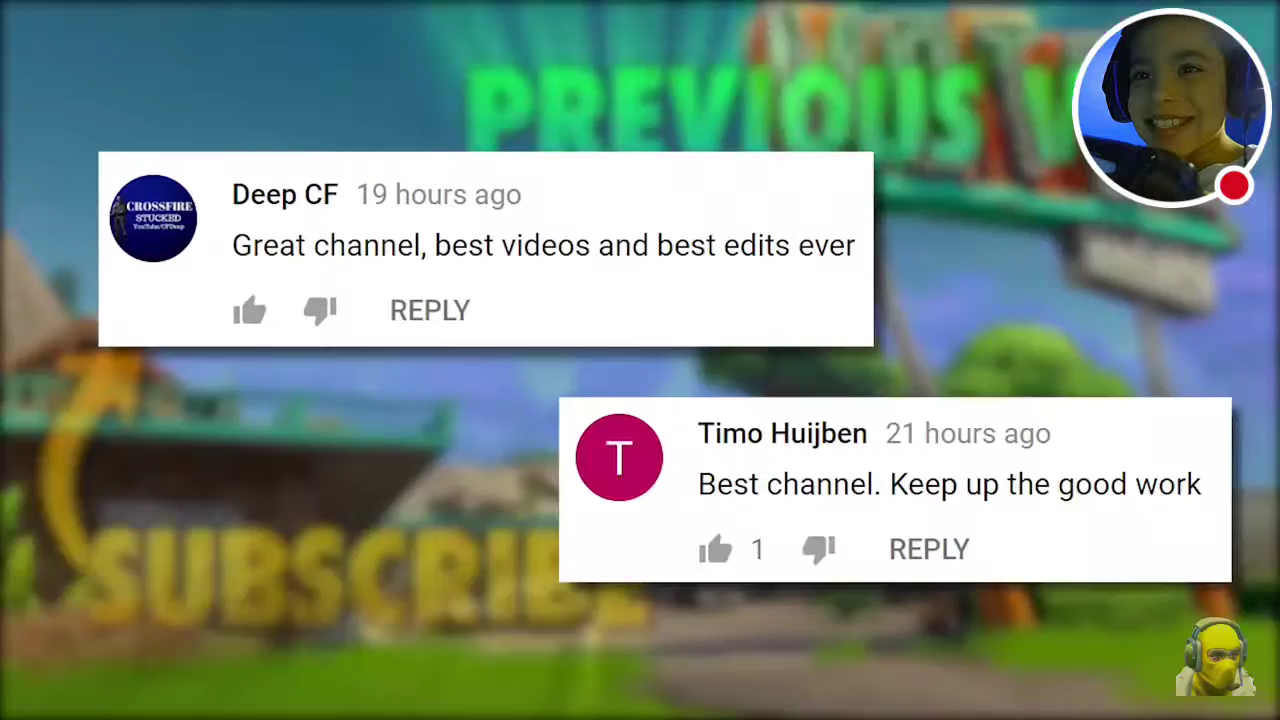 PREVIOUS
CROSSFIRE
STUCKED
YouTube/CFDeep
Deep CF 19 hours ago
Great channel, best videos and best edits ever
REPLY
T
Timo Huijben 21 hours ago
Best channel. Keep up the good work
1 REPLY
SUBSCRIBE